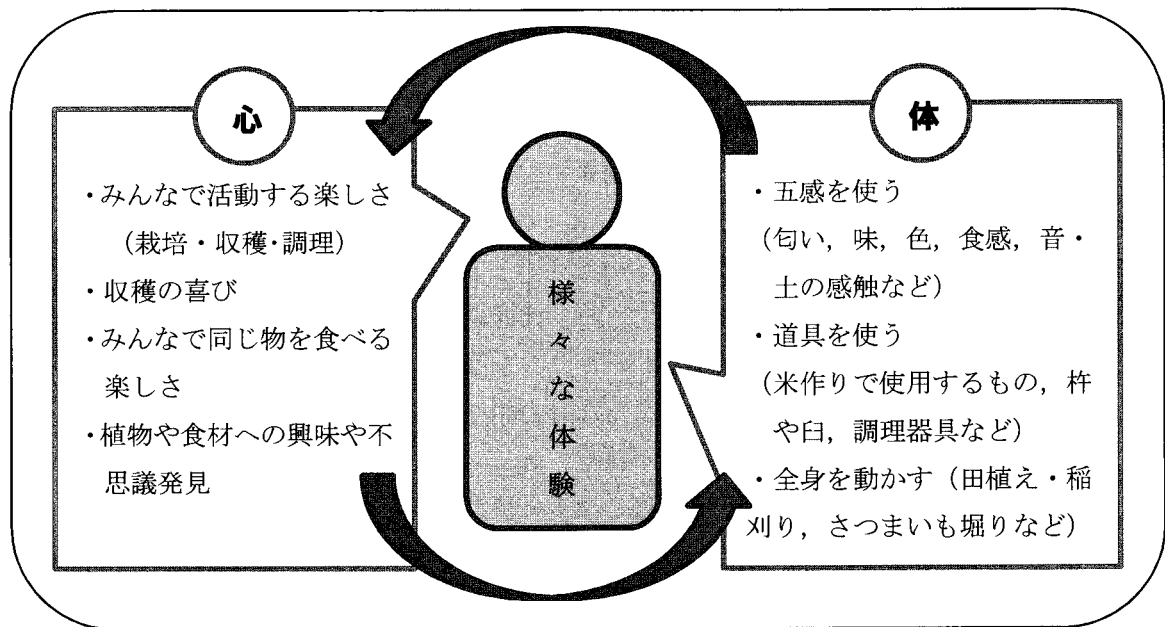 心
・みんなで活動する楽しさ
（栽培・収穫・調理）
・収穫の喜び
・みんなで同じ物を食べる
楽しさ
・植物や食材への興味や不
思議発見
様々な体験
体
・五感を使う
（匂い，味，色，食感，音・
土の感触など）
・道具を使う
（米作りで使用するもの，杵
や臼，調理器具など）
・全身を動かす（田植え・稲
刈り，さつまいも堀りなど）